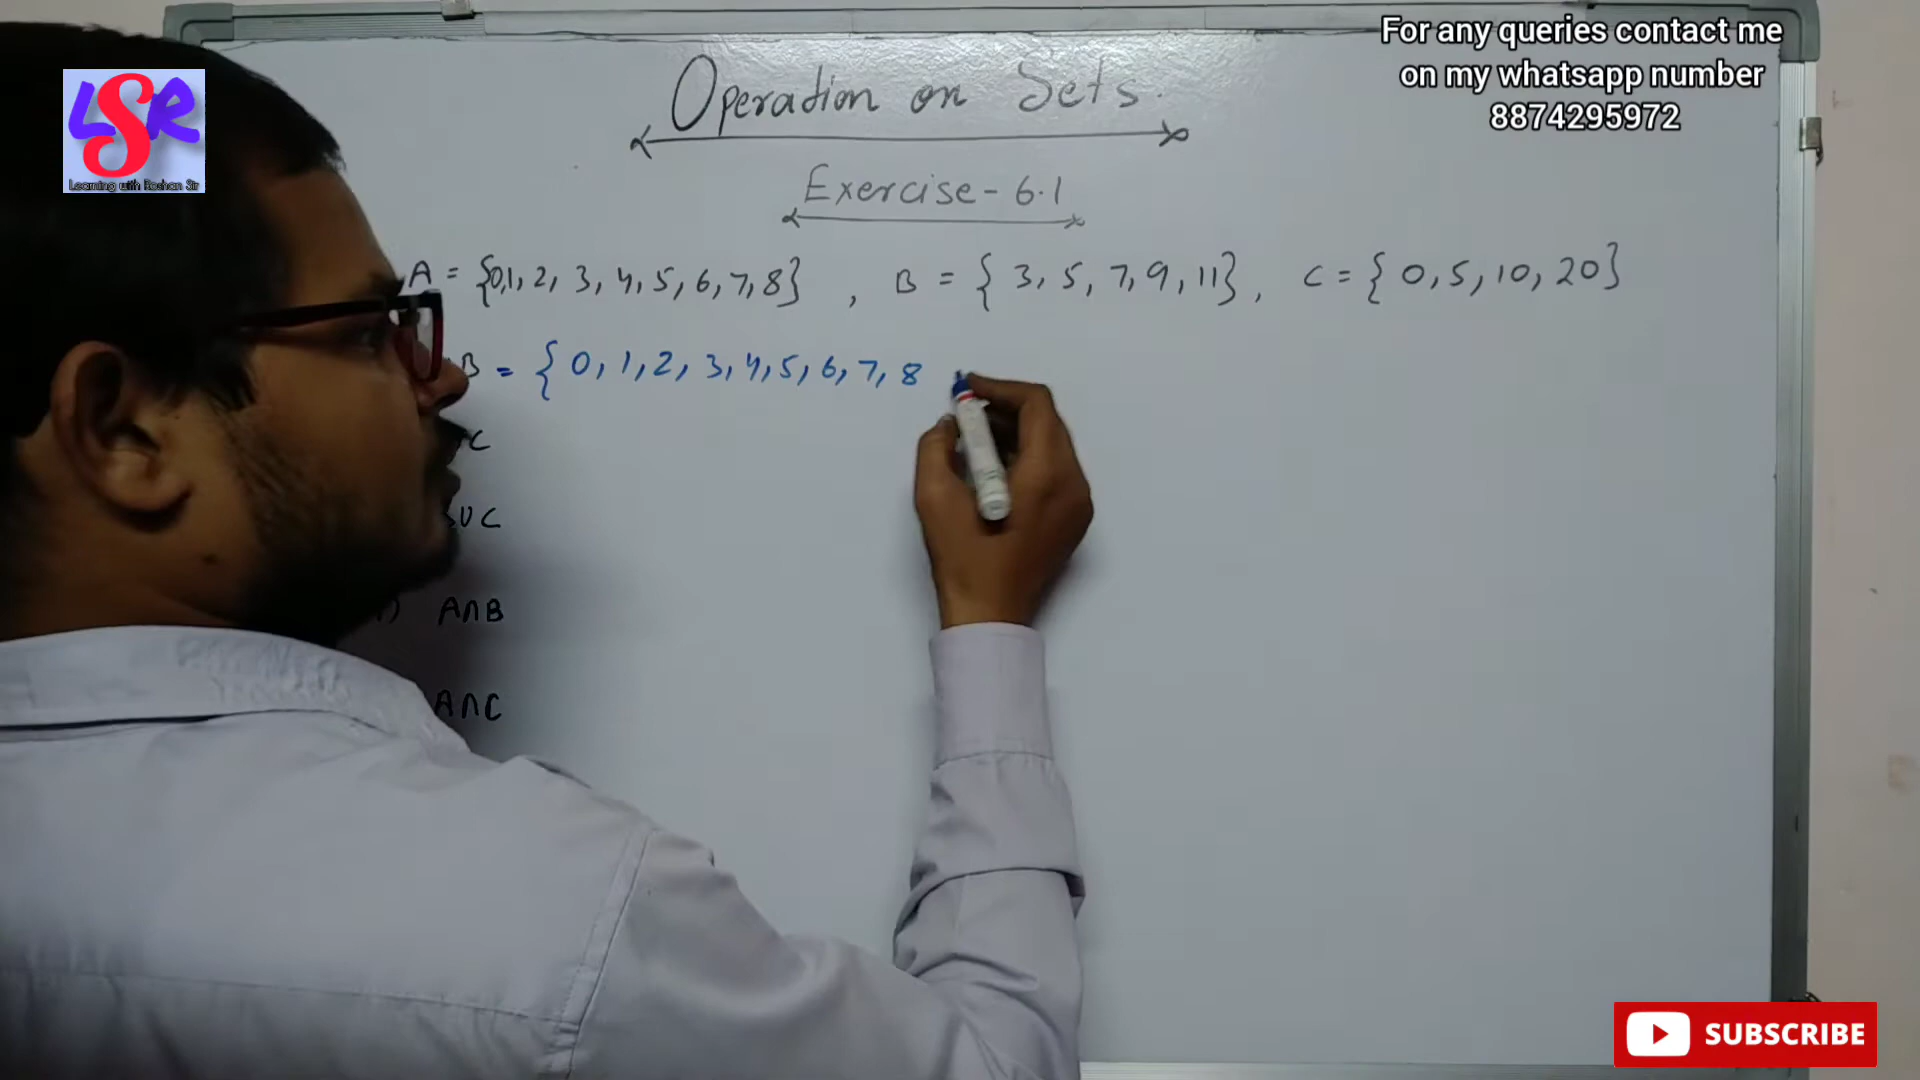 For any queries contact me
on my whatsapp number
8874295972
LSR
Learning with Roshan Sir
Operation on Sets.
Exercise - 6.1
A = {0,1, 2, 3, 4, 5, 6, 7, 8} , B = { 3, 5, 7, 9, 11} , C = { 0, 5, 10, 20}
B = { 0, 1, 2, 3, 4, 5, 6, 7, 8
C
∪ C
) A∩B
A∩C
SUBSCRIBE